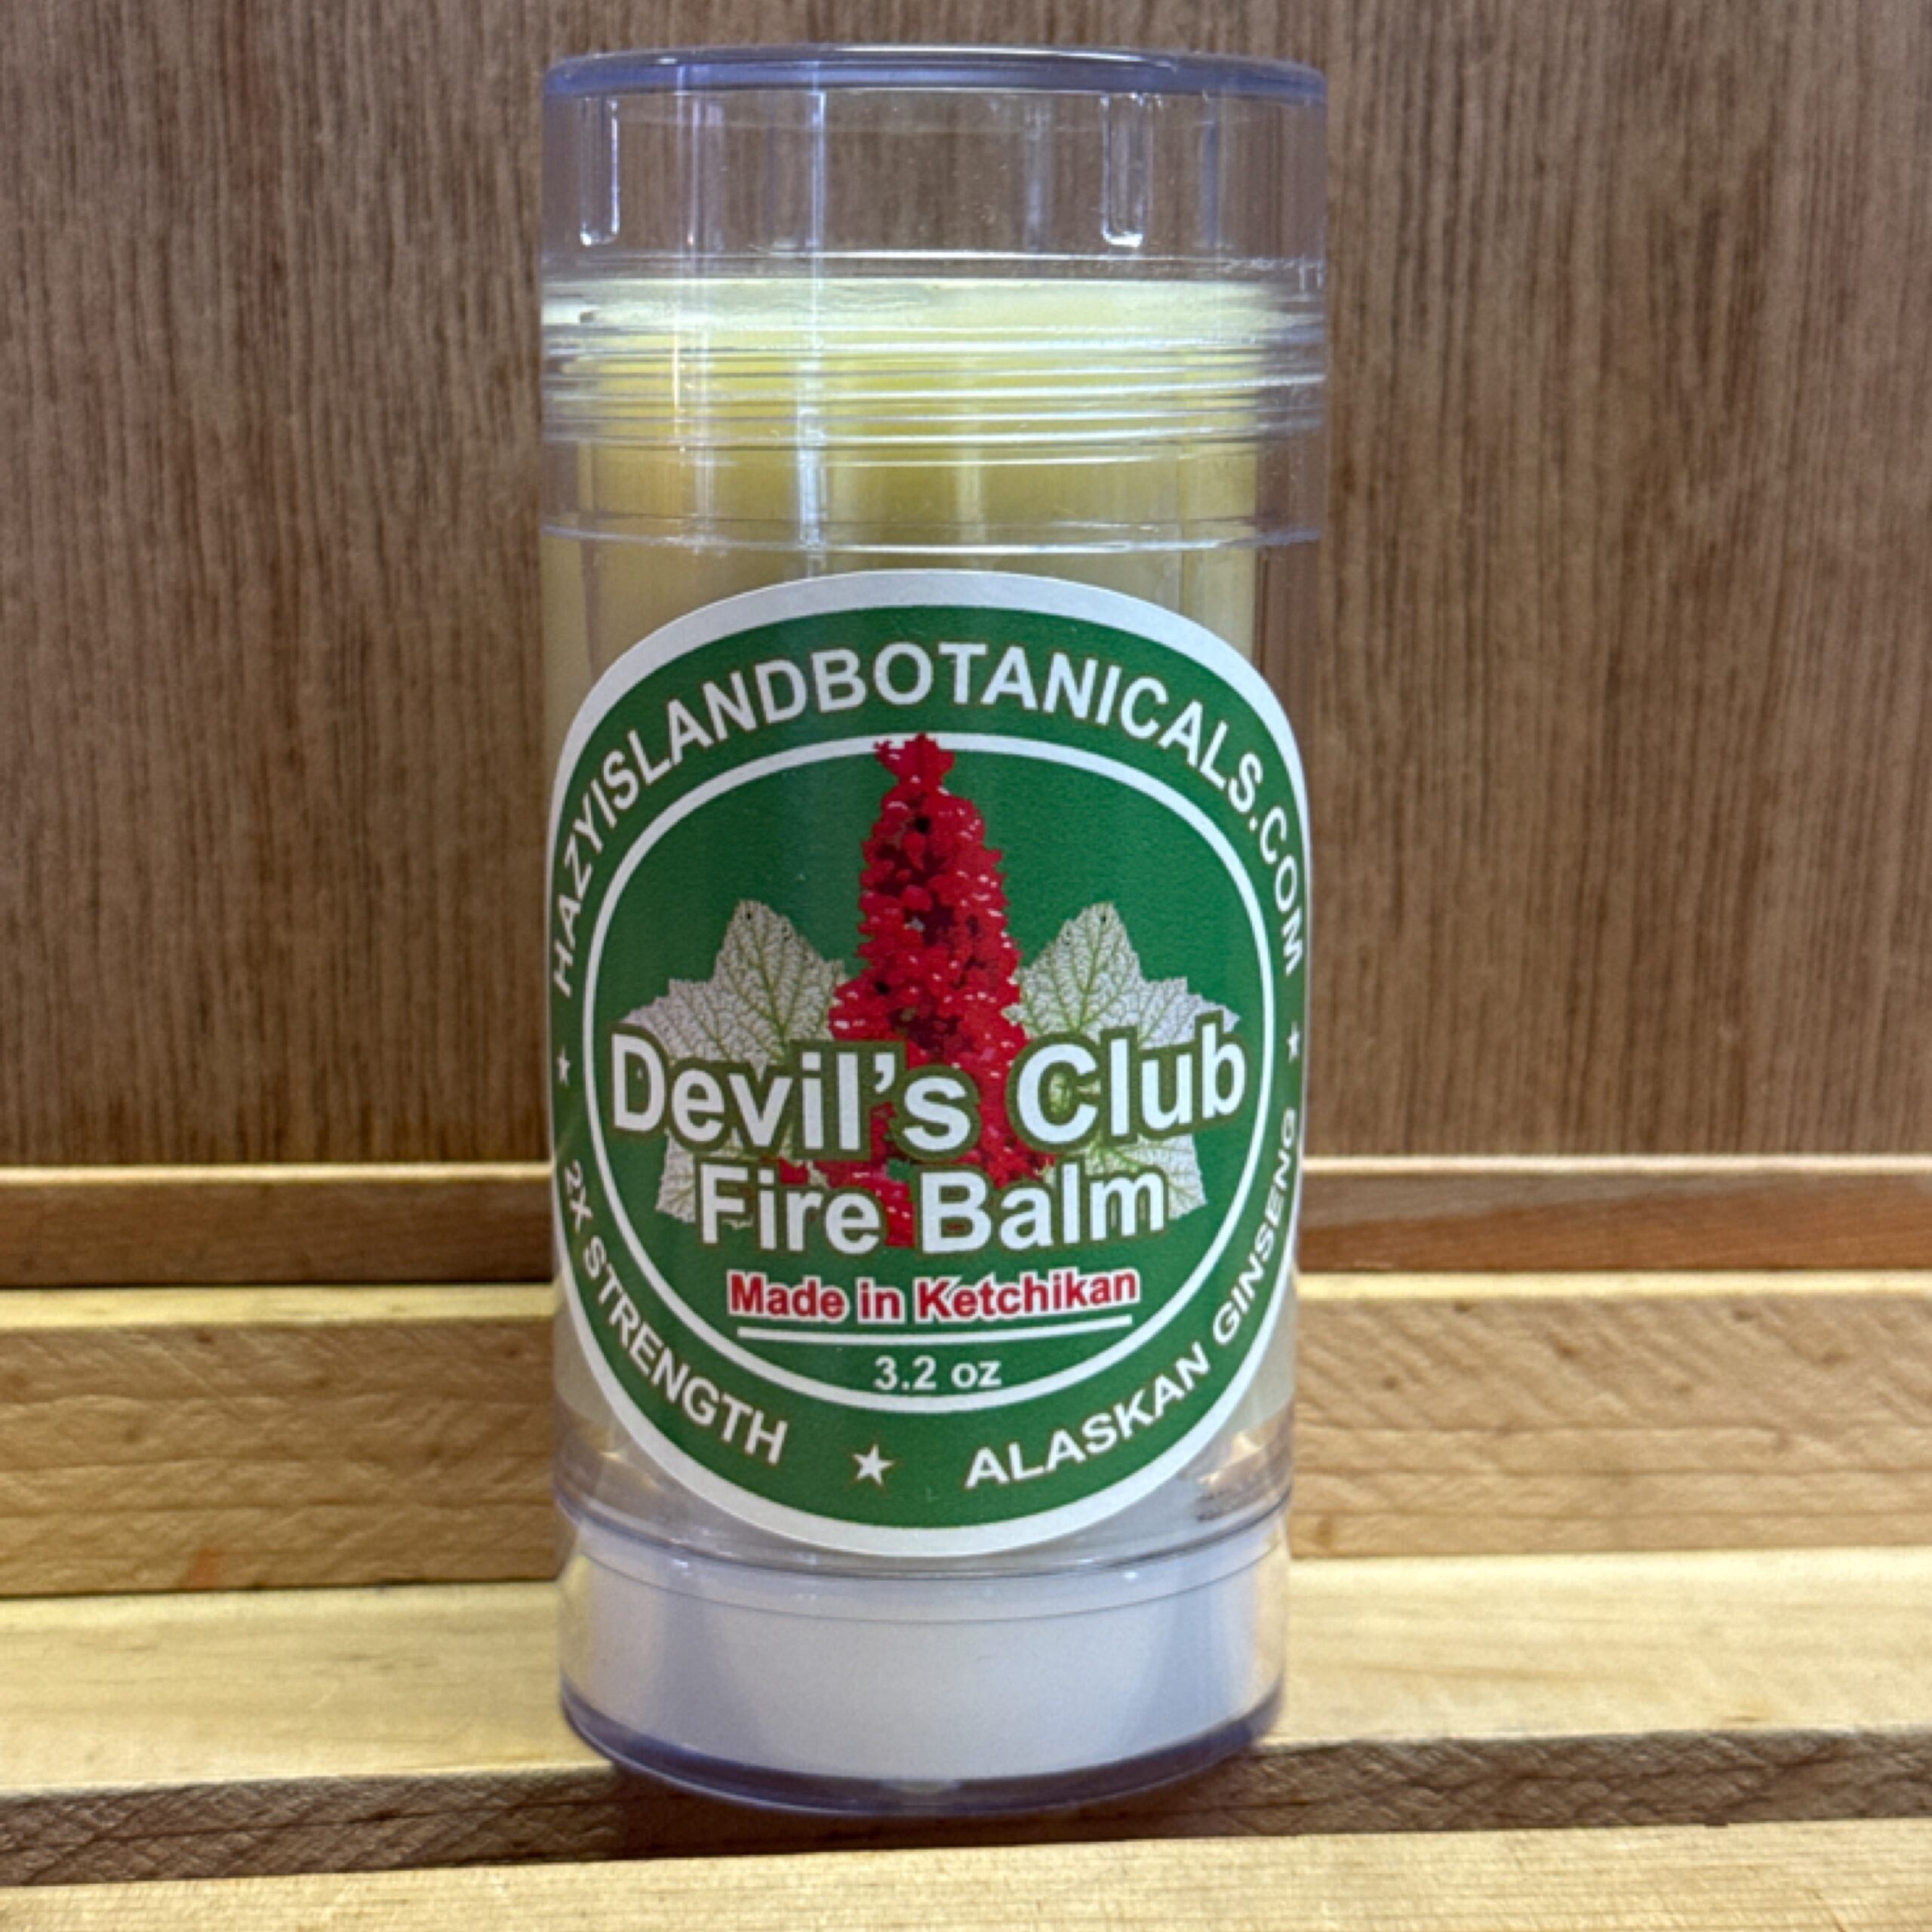 HAZYISLANDBOTANICALS.COM
Devil's Club
Fire Balm
Made in Ketchikan
3.2 oz
2X STRENGTH ★ ALASKAN GINSENG